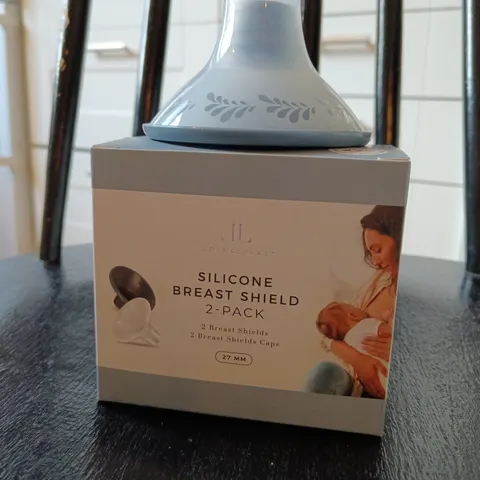 SILICONE
BREAST SHIELD
2-PACK
2 Breast Shields
2 Breast Shields Caps
27 MM